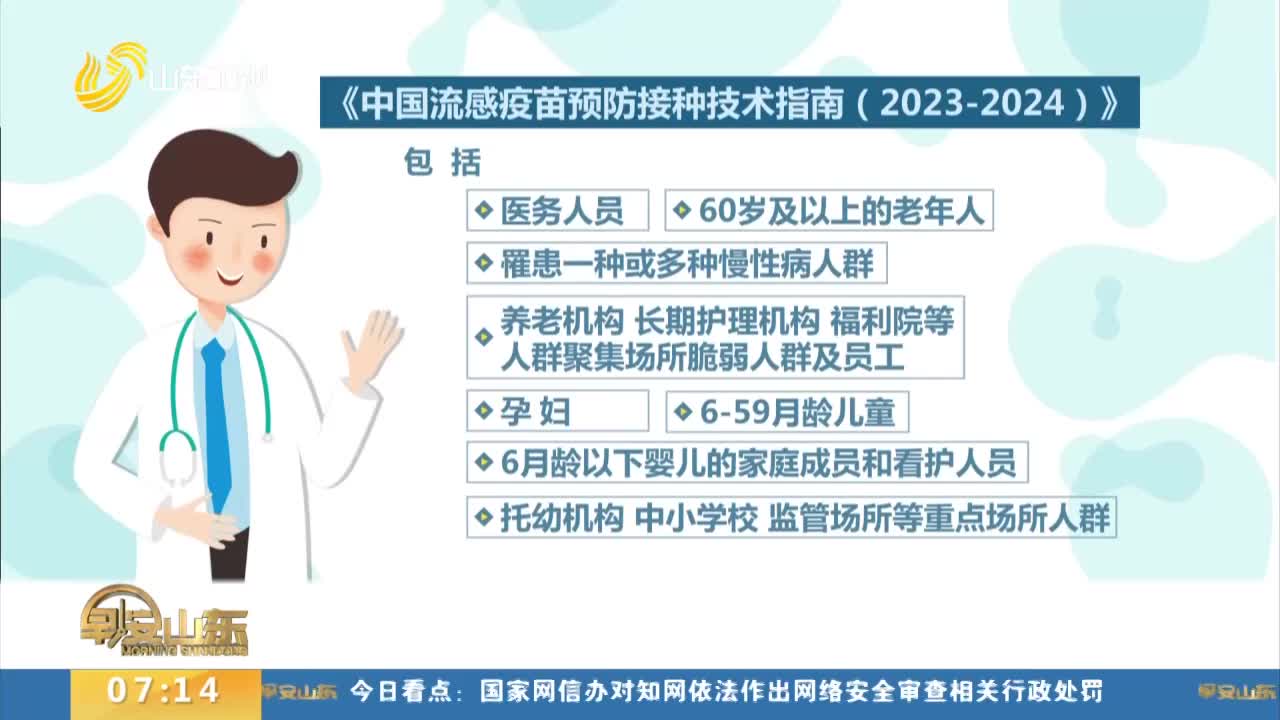 山东卫视
《中国流感疫苗预防接种技术指南（2023-2024）》
包 括
医务人员
60岁及以上的老年人
罹患一种或多种慢性病人群
养老机构 长期护理机构 福利院等
人群聚集场所脆弱人群及员工
孕 妇
6-59月龄儿童
6月龄以下婴儿的家庭成员和看护人员
托幼机构 中小学校 监管场所等重点场所人群
早安山东
MORNING SHANDONG
07:14
早安山东
今日看点：国家网信办对知网依法作出网络安全审查相关行政处罚
早安山东